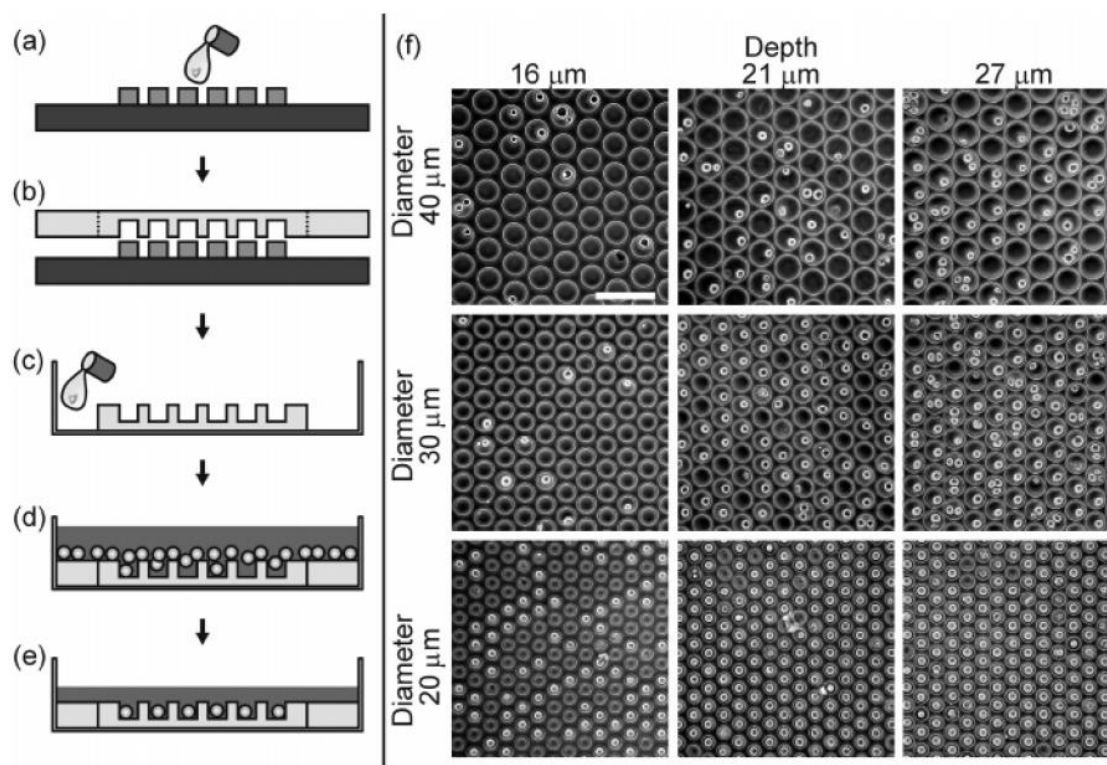 (a)
(b)
(c)
(d)
(e)
(f)
Depth
16 μm
21 μm
27 μm
Diameter
40 μm
Diameter
30 μm
Diameter
20 μm